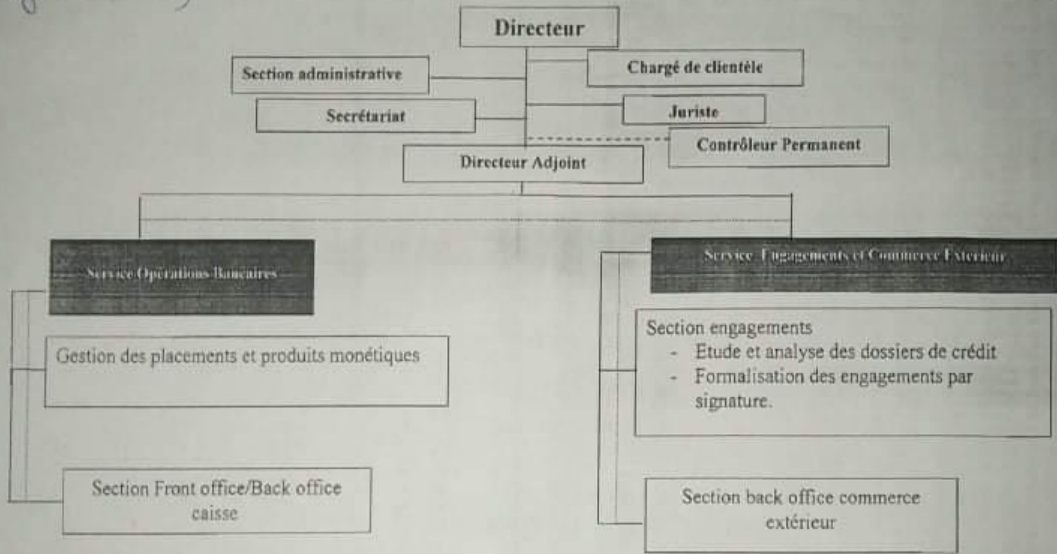 Directeur
Section administrative
Chargé de clientèle
Secrétariat
Juriste
Contrôleur Permanent
Directeur Adjoint
Service Opérations Bancaires
Service Engagements et Commerce Extérieur
Gestion des placements et produits monétiques
Section engagements
- Etude et analyse des dossiers de crédit
- Formalisation des engagements par
signature.
Section Front office/Back office
caisse
Section back office commerce
extérieur